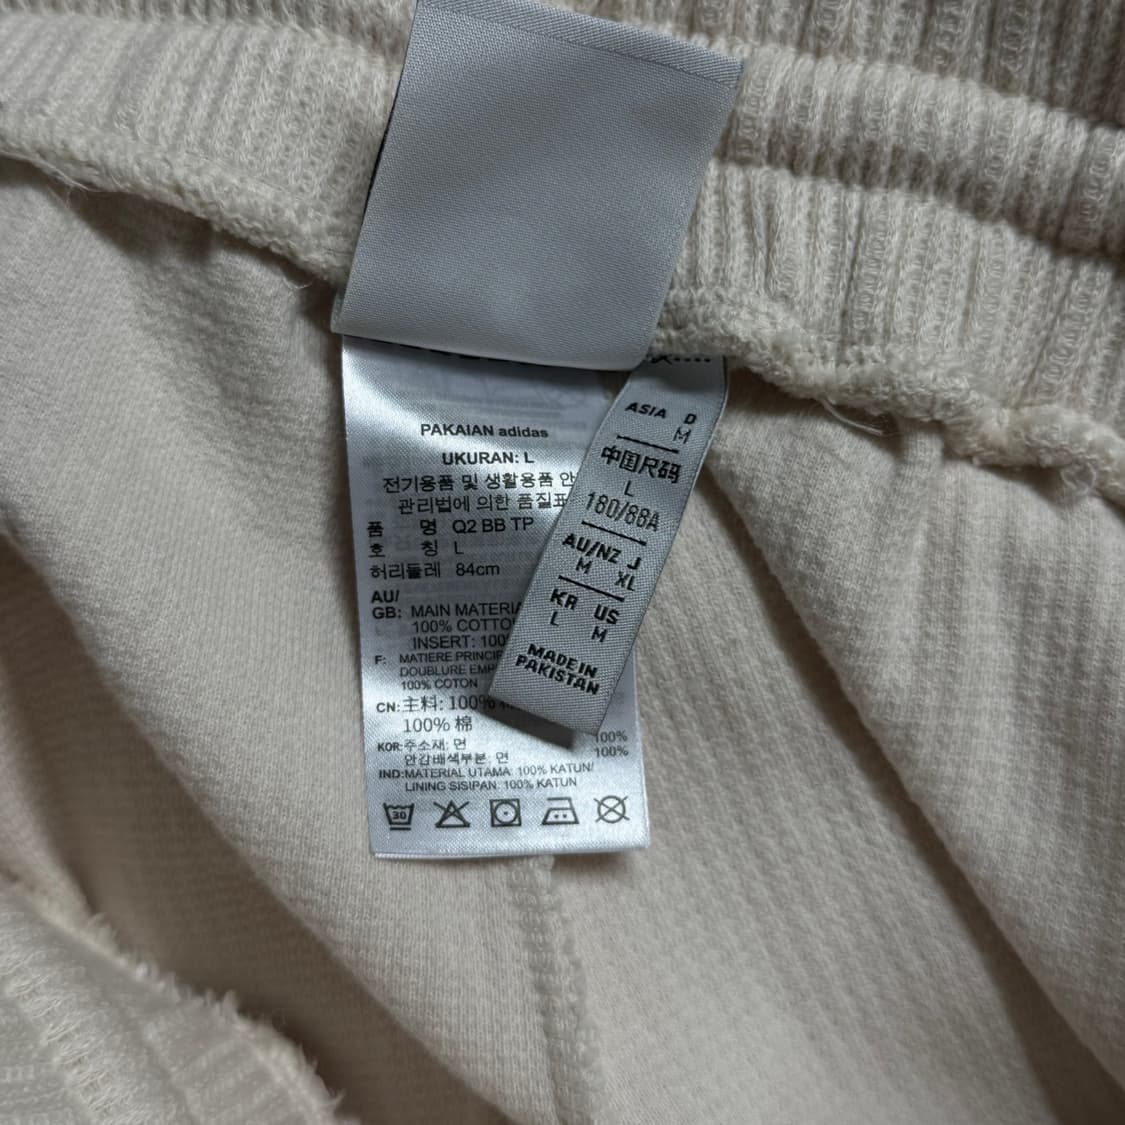 PAKAIAN adidas
UKURAN: L
전기용품 및 생활용품 안
관리법에 의한 품질표
품 명 Q2 BB TP
호 칭 L
허리둘레 84cm
AU/
GB: MAIN MATERIA
100% COTTO
INSERT: 100
F: MATIERE PRINCIP
DOUBLURE EMP
100% COTON
CN: 主料: 100%
100% 棉
KOR: 주소재: 면
안감배색부분: 면
100%
100%
IND: MATERIAL UTAMA: 100% KATUN/
LINING SISIPAN: 100% KATUN
30
ASIA D
M
中国尺码
L
180/88A
AU/NZ J
M XL
KR US
L M
MADE IN
PAKISTAN